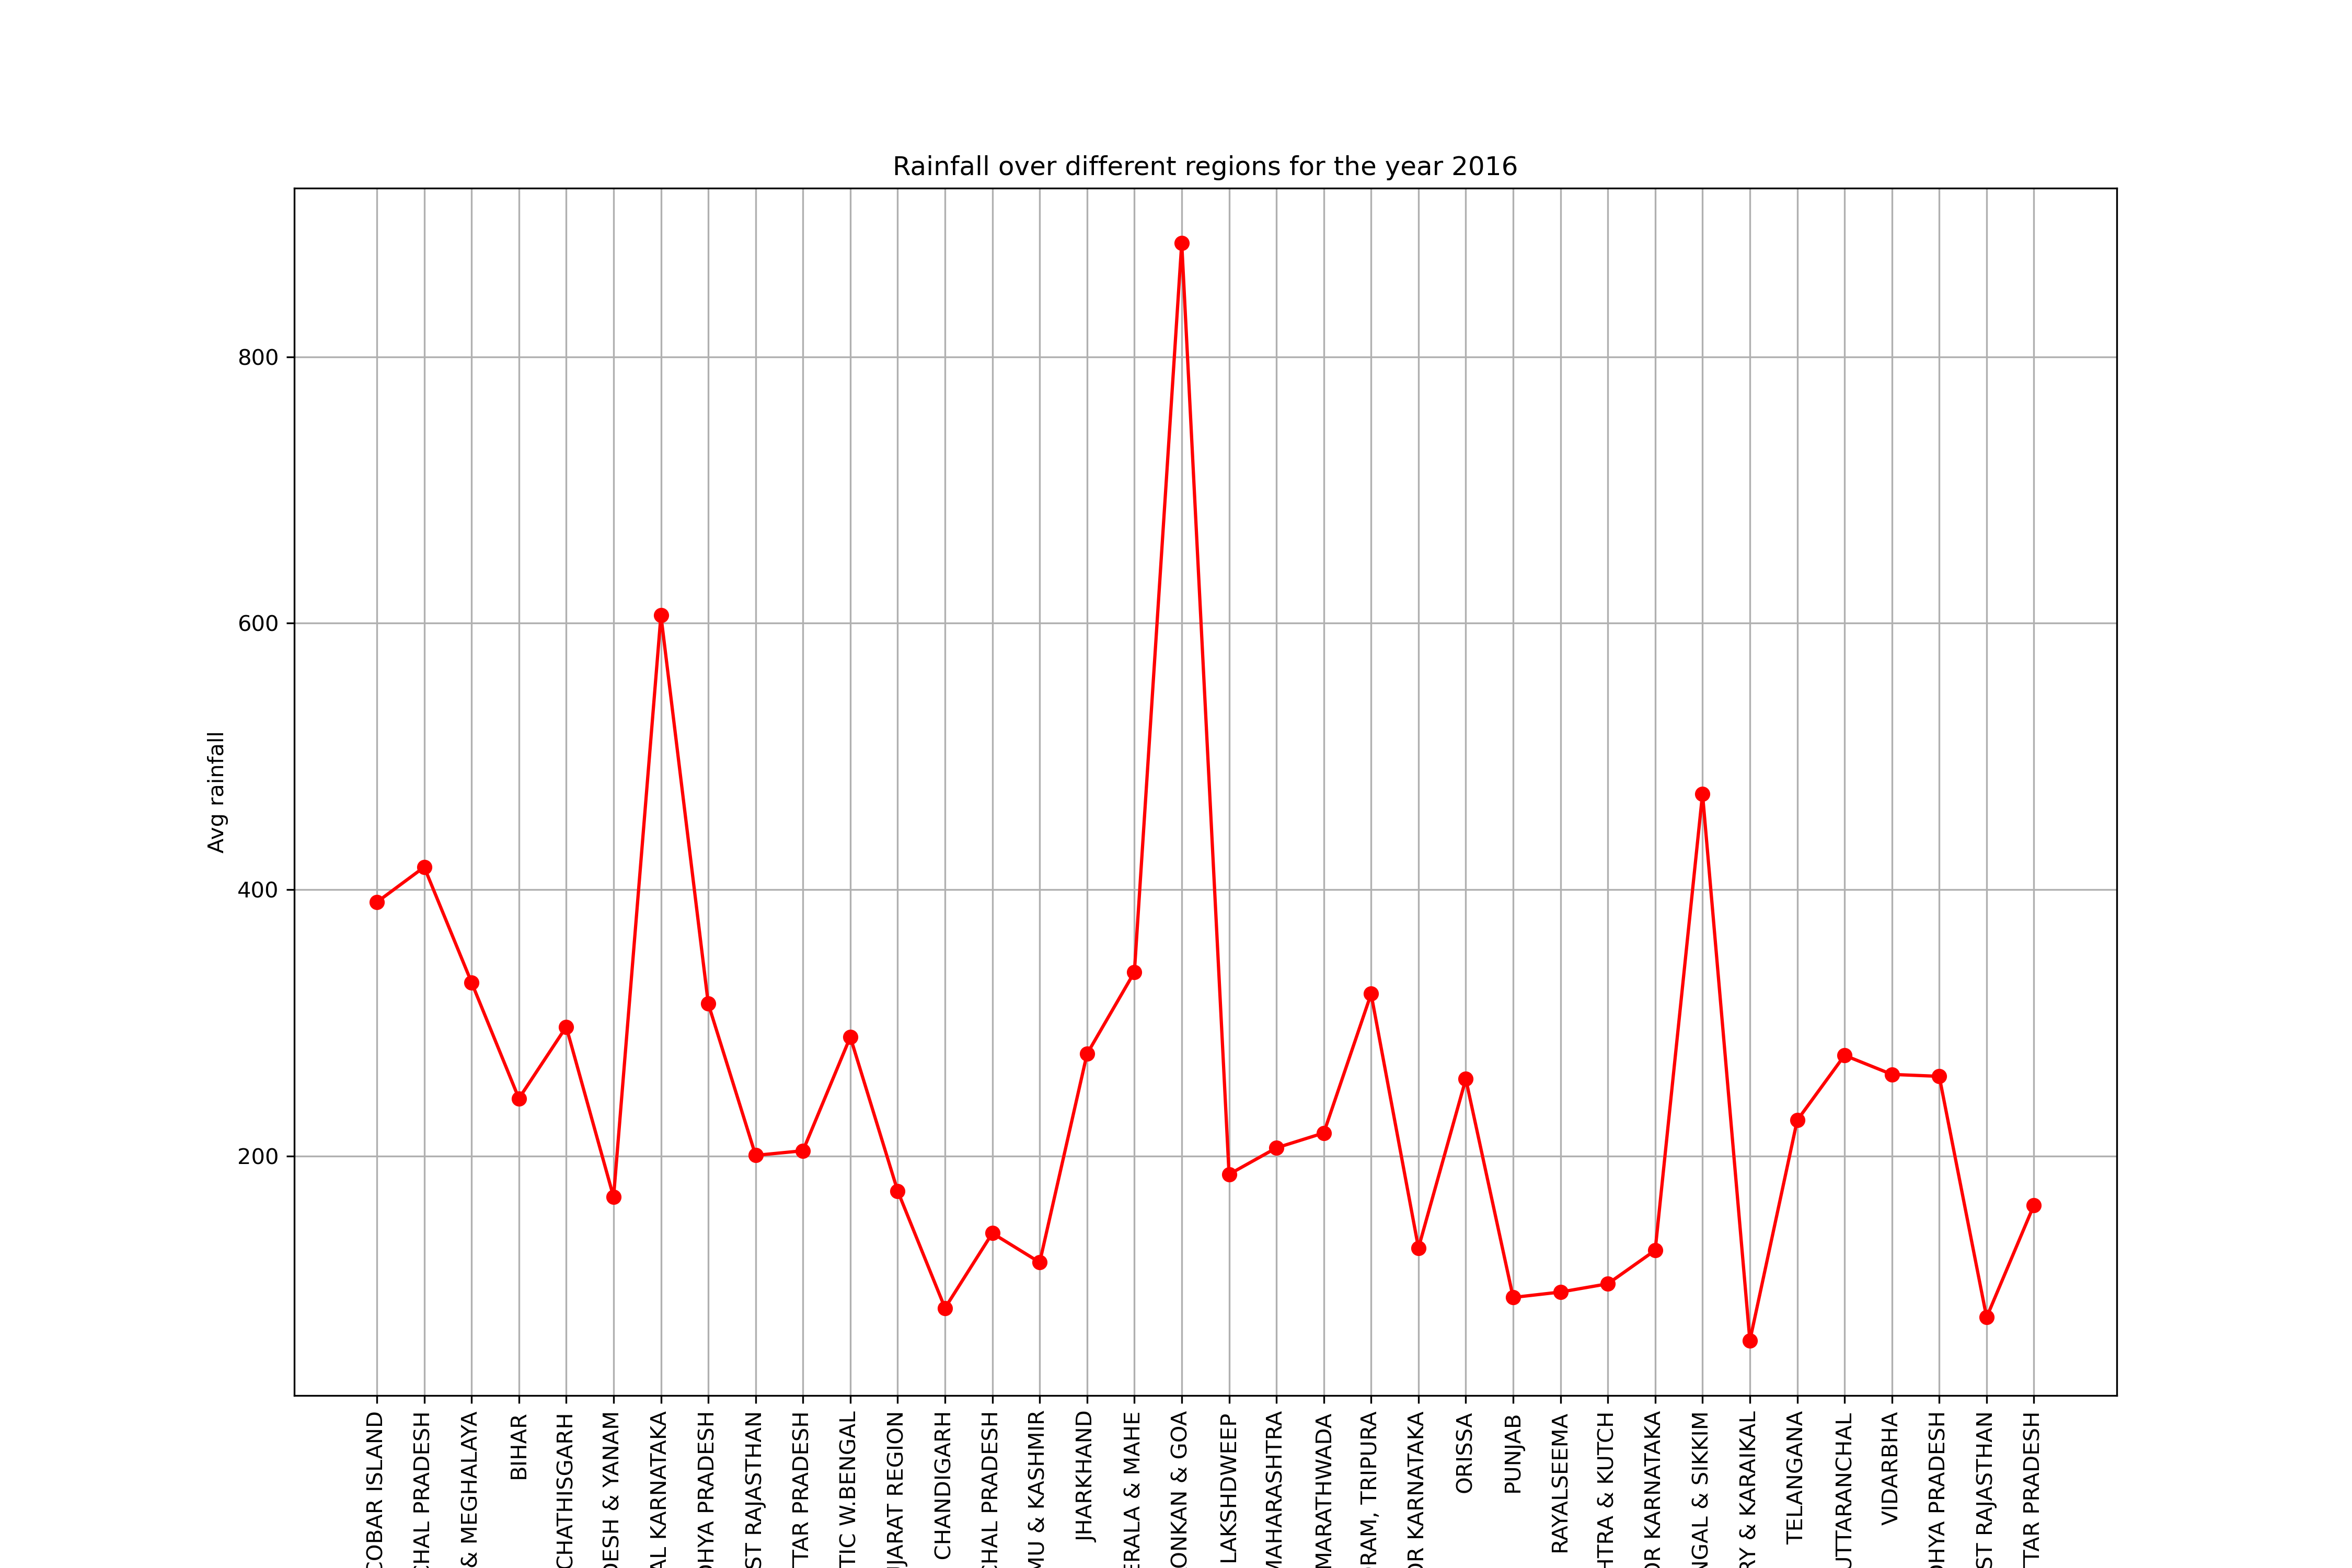 Rainfall over different regions for the year 2016
Avg rainfall
800
600
400
200
COBAR ISLAND
CHAL PRADESH
& MEGHALAYA
BIHAR
CHATHISGARH
DESH & YANAM
AL KARNATAKA
DHYA PRADESH
ST RAJASTHAN
TTAR PRADESH
TIC W.BENGAL
JARAT REGION
CHANDIGARH
CHAL PRADESH
MU & KASHMIR
JHARKHAND
ERALA & MAHE
ONKAN & GOA
LAKSHDWEEP
MAHARASHTRA
MARATHWADA
RAM, TRIPURA
OR KARNATAKA
ORISSA
PUNJAB
RAYALSEEMA
HTRA & KUTCH
OR KARNATAKA
NGAL & SIKKIM
RY & KARAIKAL
TELANGANA
UTTARANCHAL
VIDARBHA
DHYA PRADESH
ST RAJASTHAN
TTAR PRADESH